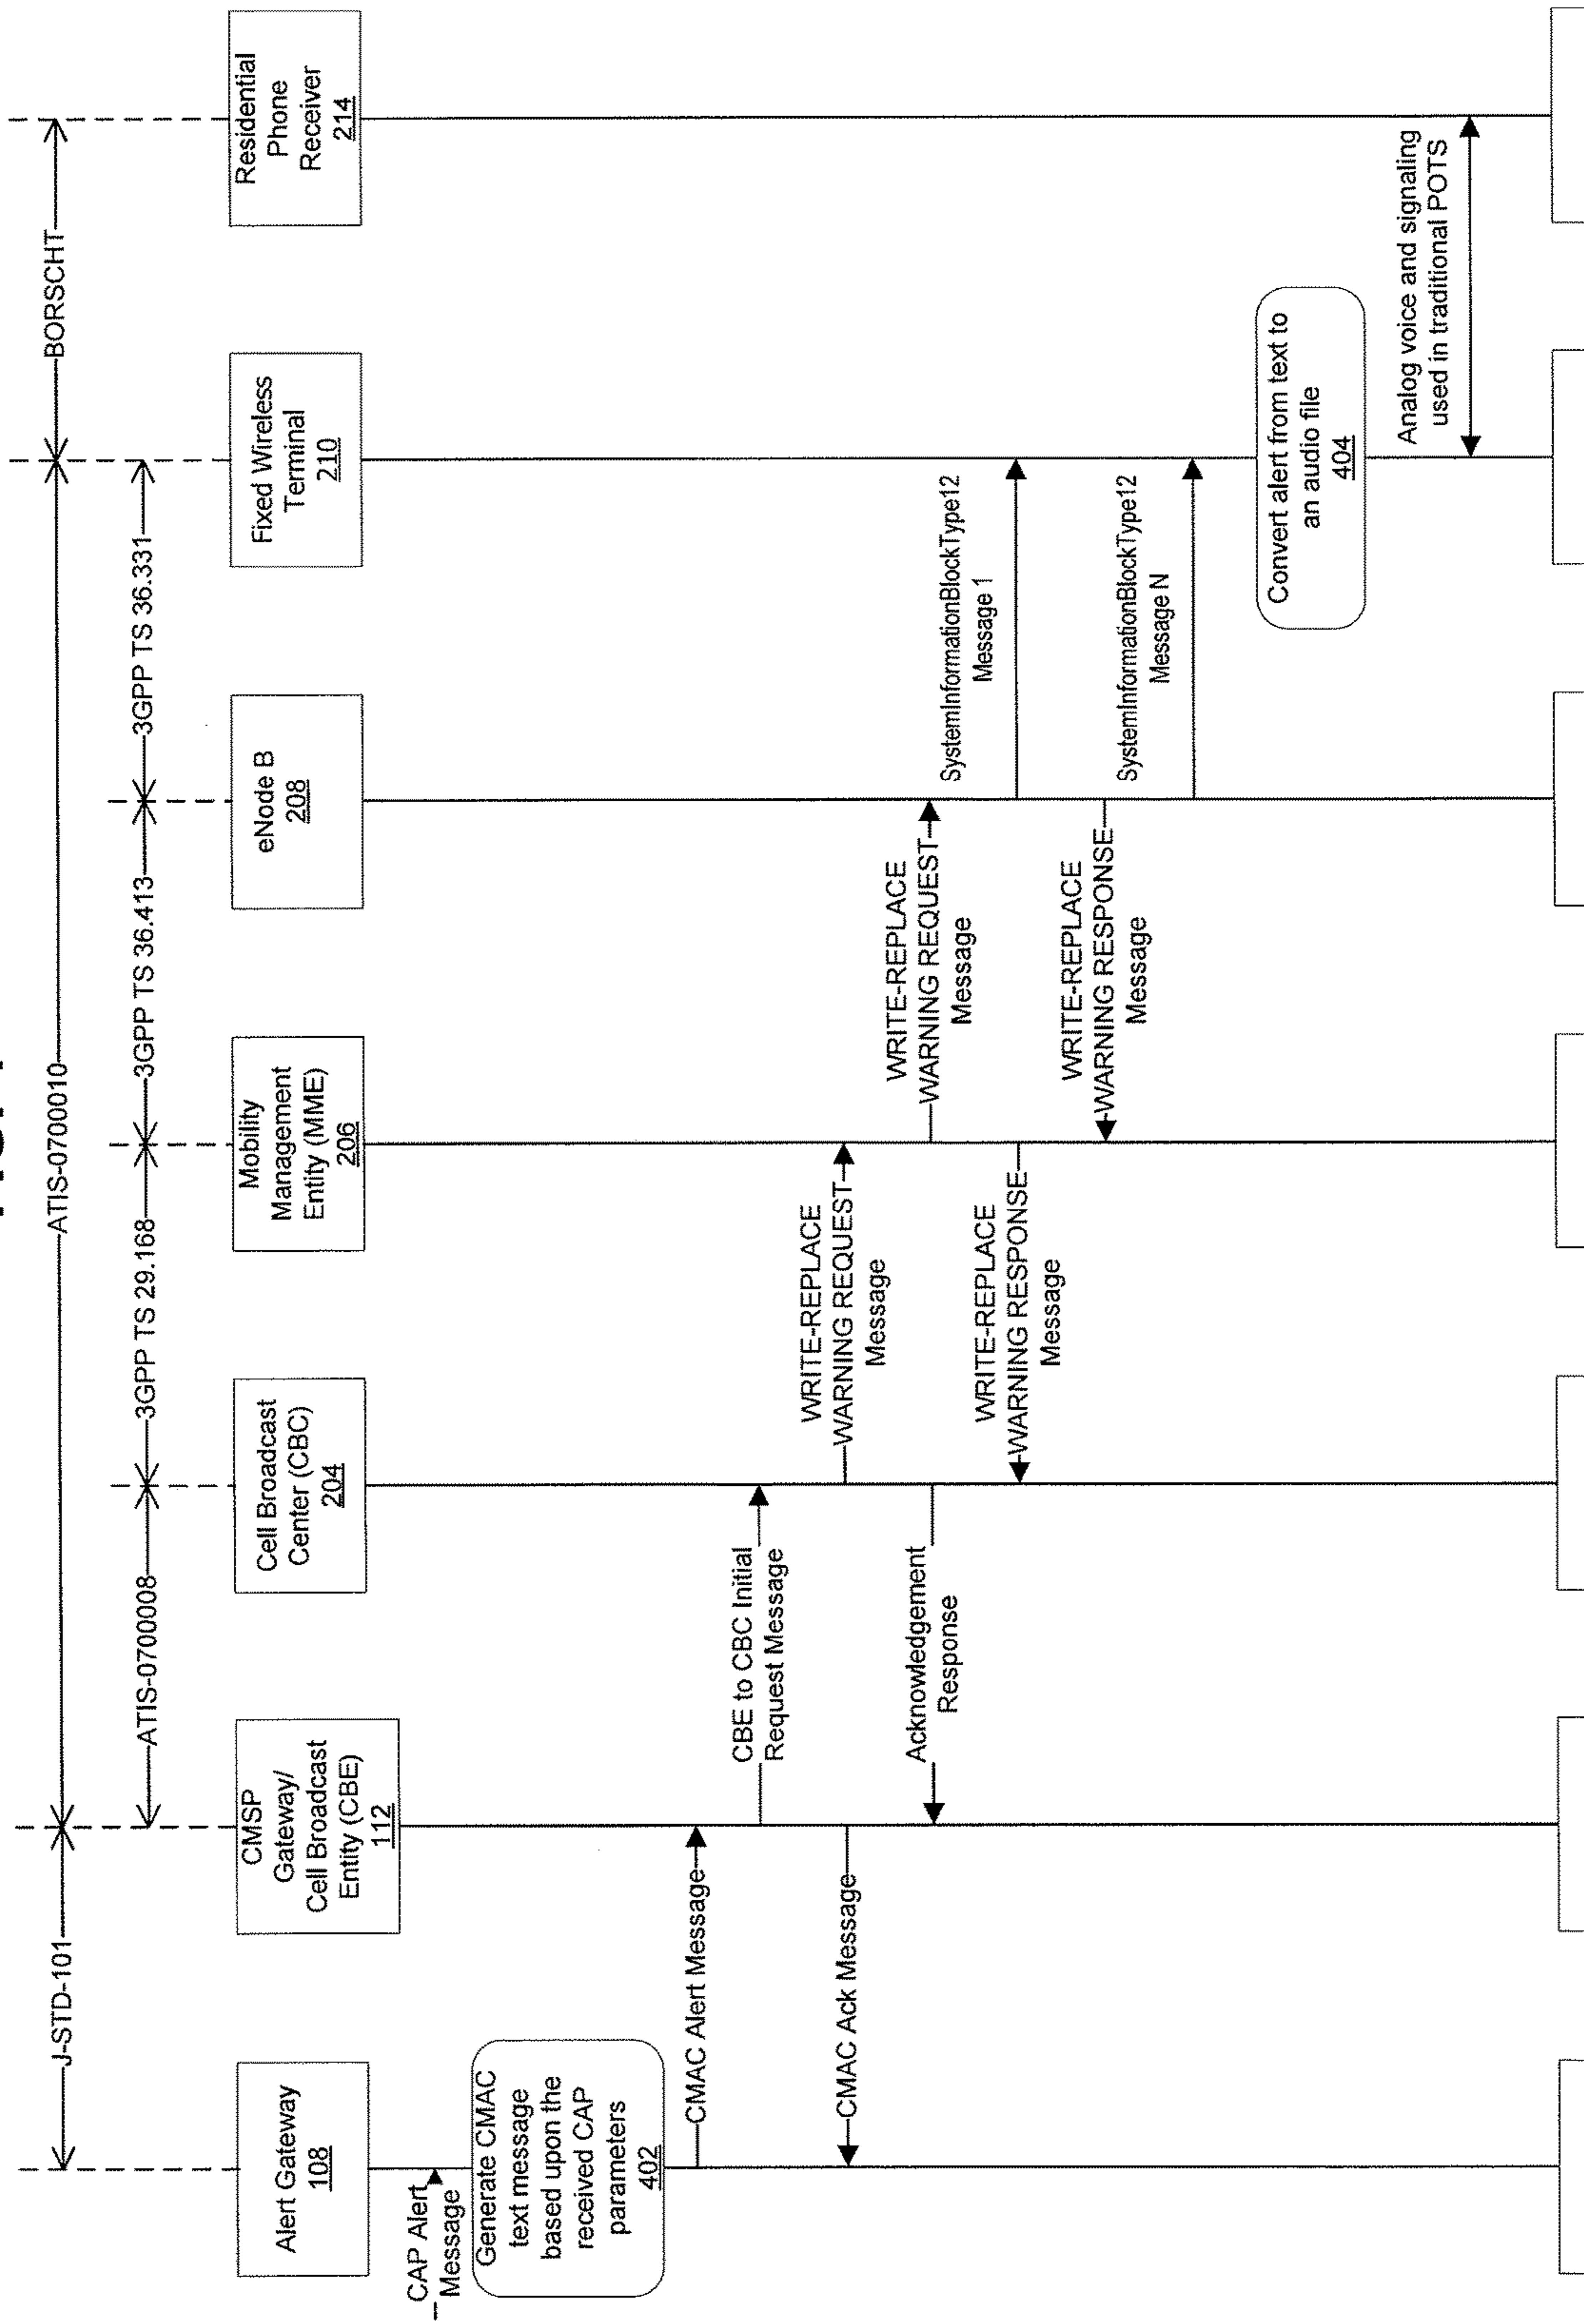 J-STD-101
ATIS-0700010
BORSCHT
ATIS-0700008
3GPP TS 29.168
3GPP TS 36.413
3GPP TS 36.331
Alert Gateway
108
CMSP
Gateway/
Cell Broadcast
Entity (CBE)
112
Cell Broadcast
Center (CBC)
204
Mobility
Management
Entity (MME)
206
eNode B
208
Fixed Wireless
Terminal
210
Residential
Phone
Receiver
214
CAP Alert
Message
Generate CMAC
text message
based upon the
received CAP
parameters
402
CMAC Alert Message
CBE to CBC Initial
Request Message
WRITE-REPLACE
WARNING REQUEST
Message
CMAC Ack Message
WRITE-REPLACE
WARNING REQUEST
Message
Acknowledgement
Response
SystemInformationBlockType12
Message 1
WRITE-REPLACE
WARNING RESPONSE
Message
WRITE-REPLACE
WARNING RESPONSE
Message
SystemInformationBlockType12
Message N
Convert alert from text to
an audio file
404
Analog voice and signaling
used in traditional POTS